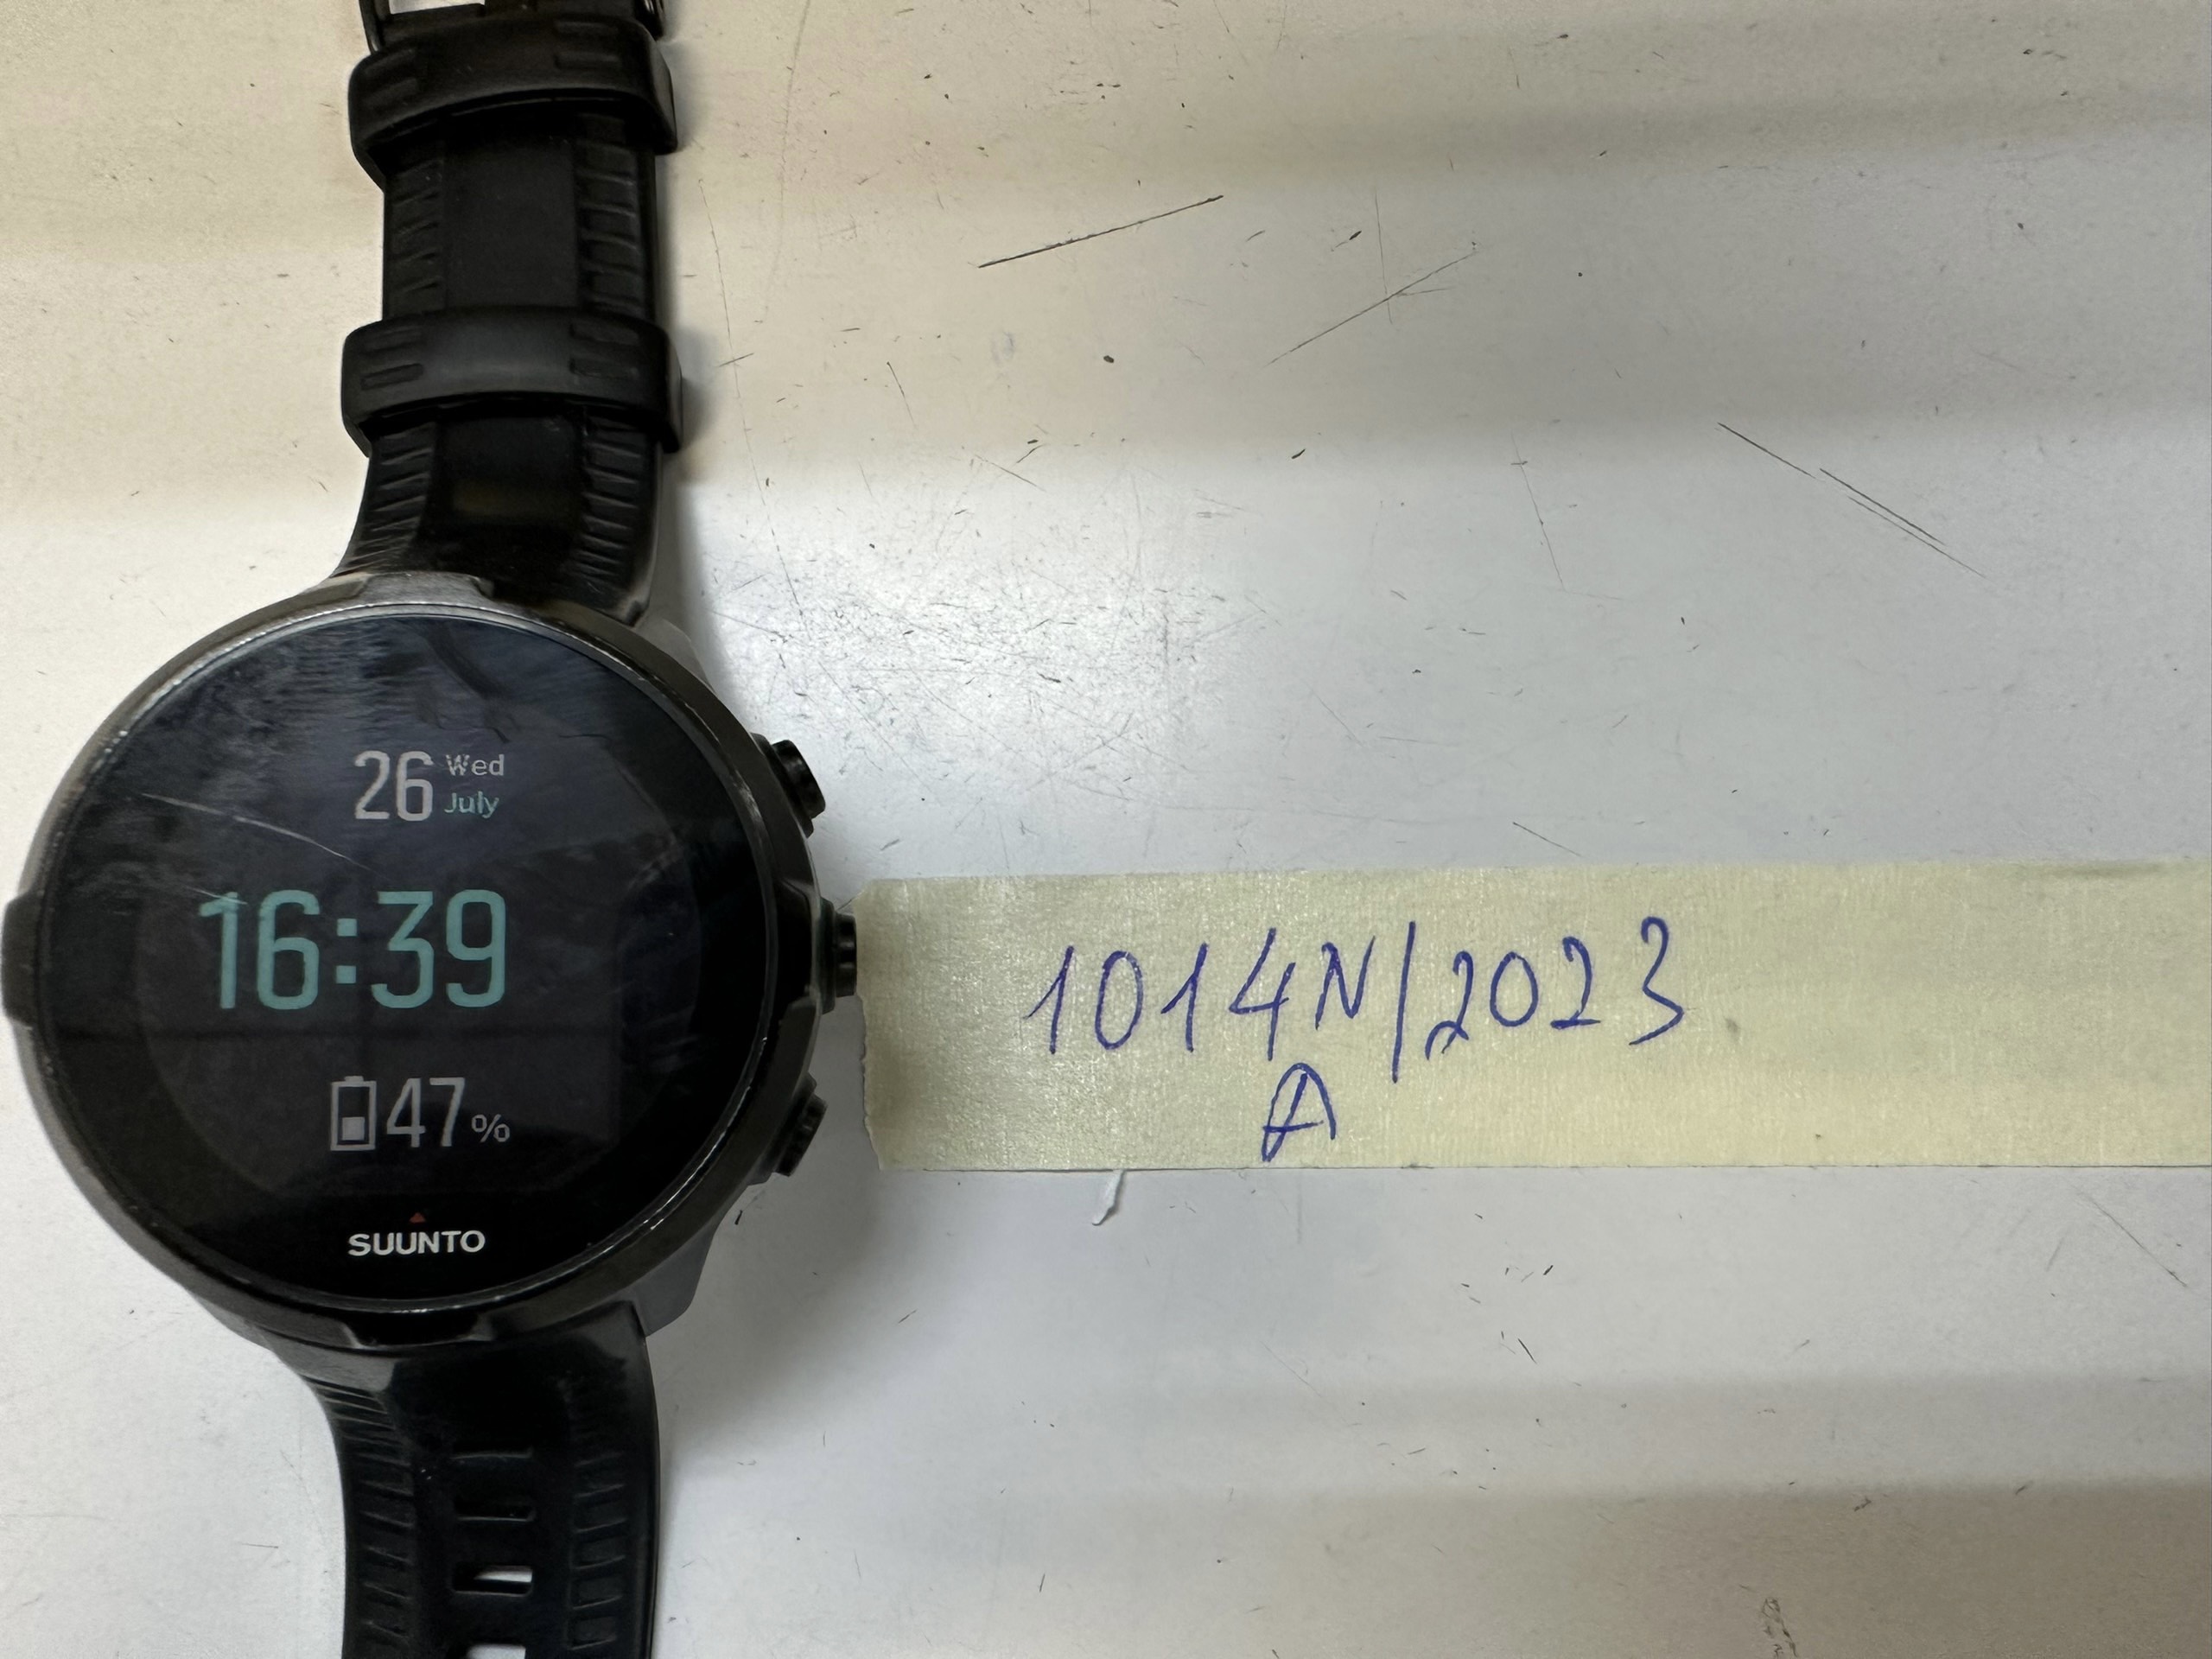 26 Wed
July
16:39
47%
SUUNTO
1014N/2023
A